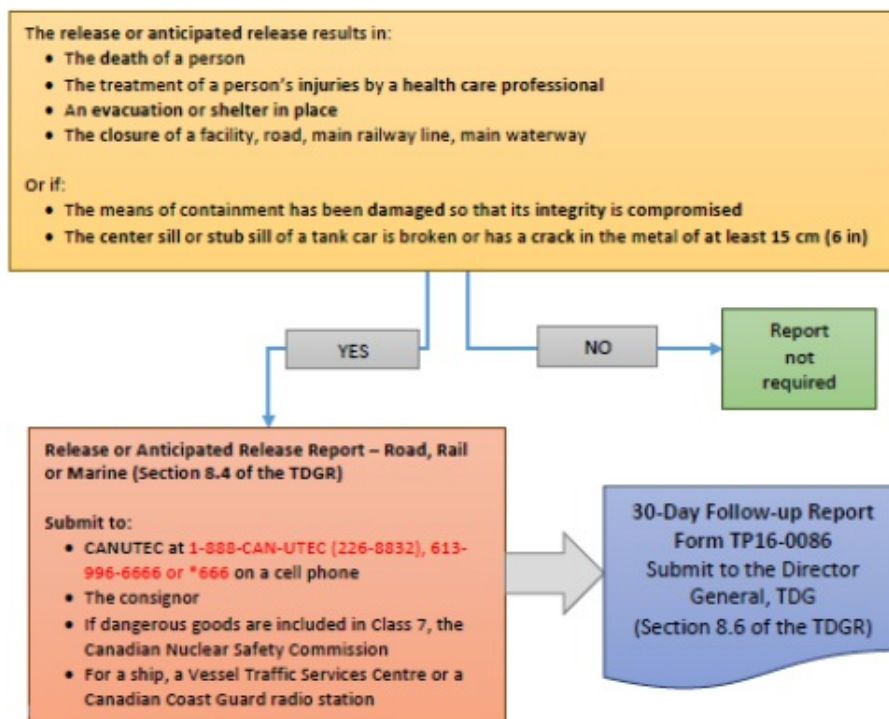 The release or anticipated release results in:
• The death of a person
• The treatment of a person's injuries by a health care professional
• An evacuation or shelter in place
• The closure of a facility, road, main railway line, main waterway
Or if:
• The means of containment has been damaged so that its integrity is compromised
• The center sill or stub sill of a tank car is broken or has a crack in the metal of at least 15 cm (6 in)
YES
NO
Report
not
required
Release or Anticipated Release Report – Road, Rail
or Marine (Section 8.4 of the TDGR)
Submit to:
• CANUTEC at 1-888-CAN-UTEC (226-8832), 613-
996-6666 or *666 on a cell phone
• The consignor
• If dangerous goods are included in Class 7, the
Canadian Nuclear Safety Commission
• For a ship, a Vessel Traffic Services Centre or a
Canadian Coast Guard radio station
30-Day Follow-up Report
Form TP16-0086
Submit to the Director
General, TDG
(Section 8.6 of the TDGR)